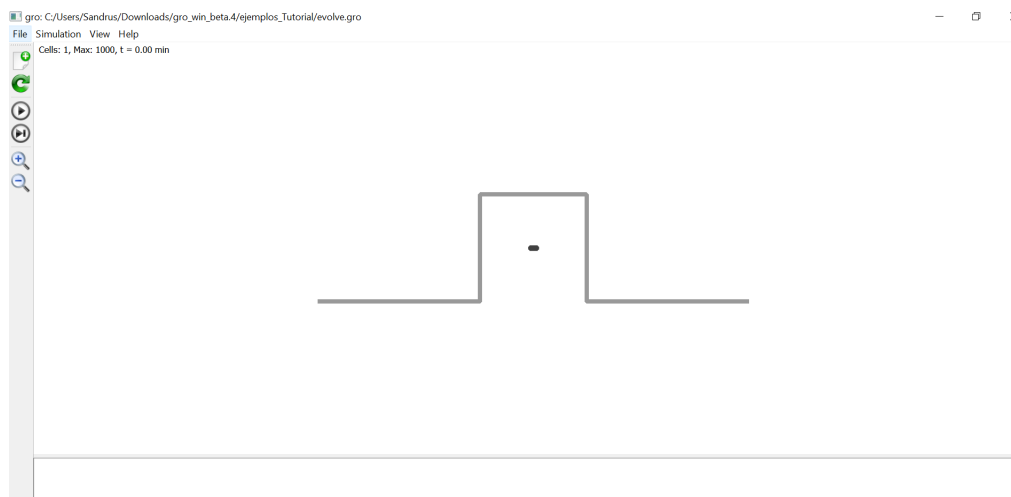 gro: C:/Users/Sandrus/Downloads/gro_win_beta.4/ejemplos_Tutorial/evolve.gro
File Simulation View Help
Cells: 1, Max: 1000, t = 0.00 min